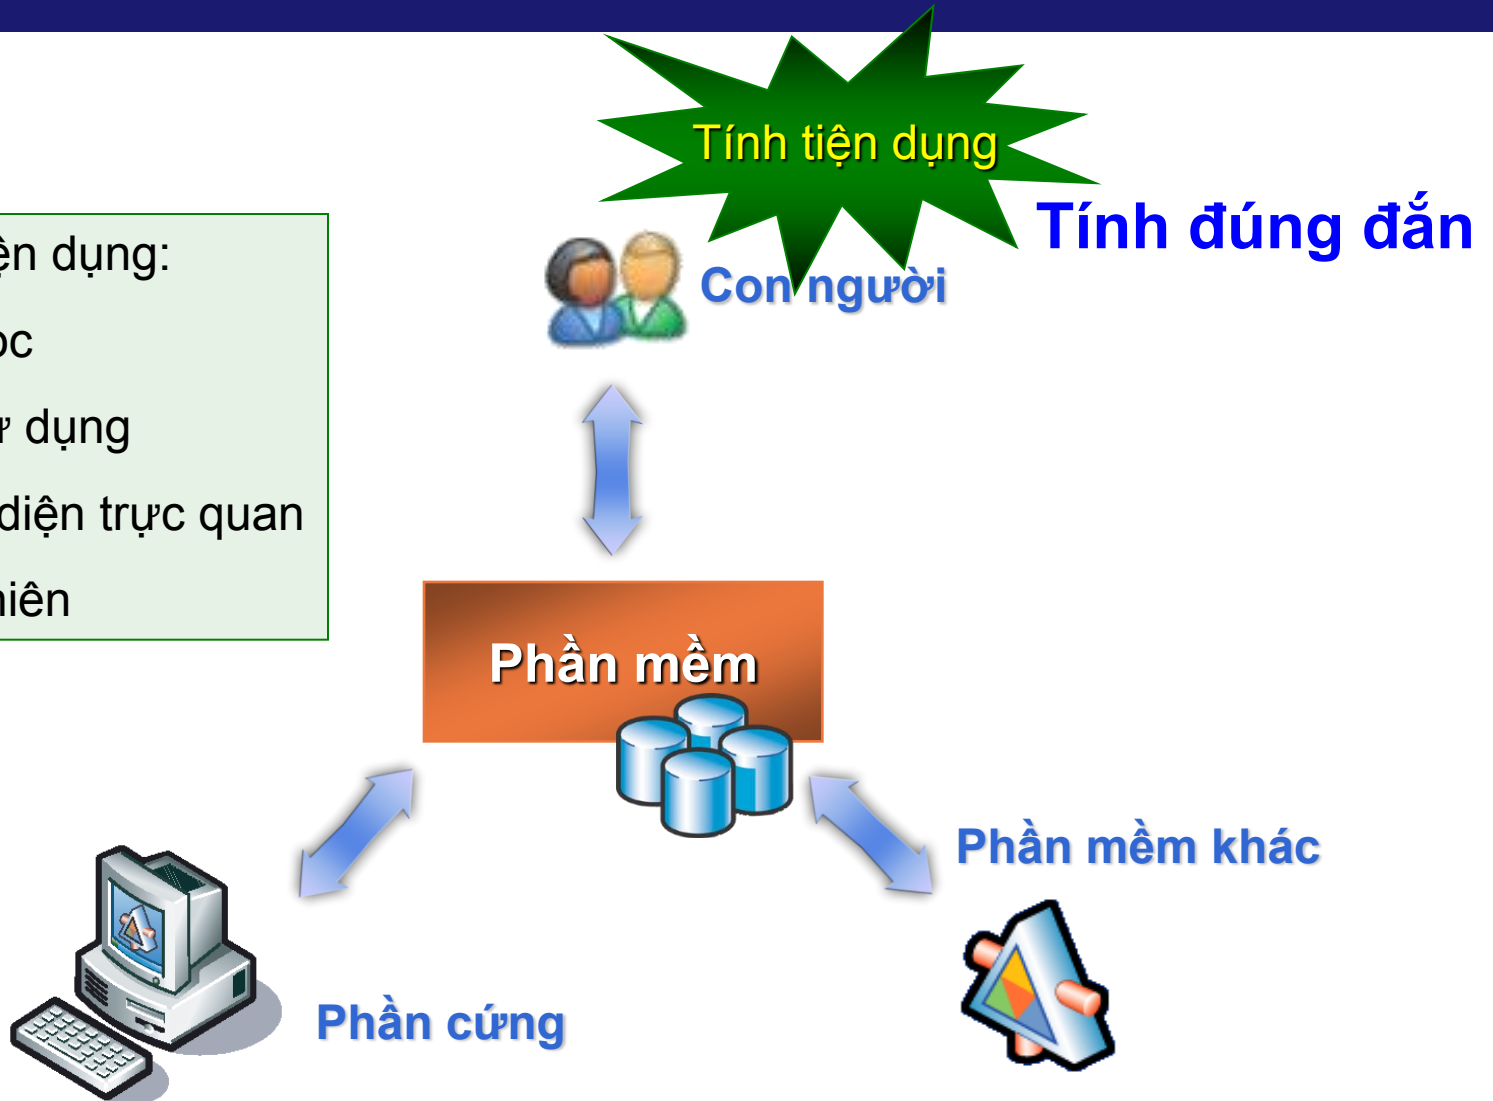 Tính tiện dụng
Tính đúng đắn
Con người
ện dụng:
ọc
ử dụng
diện trực quan
hiên
Phần mềm
Phần mềm khác
Phần cứng